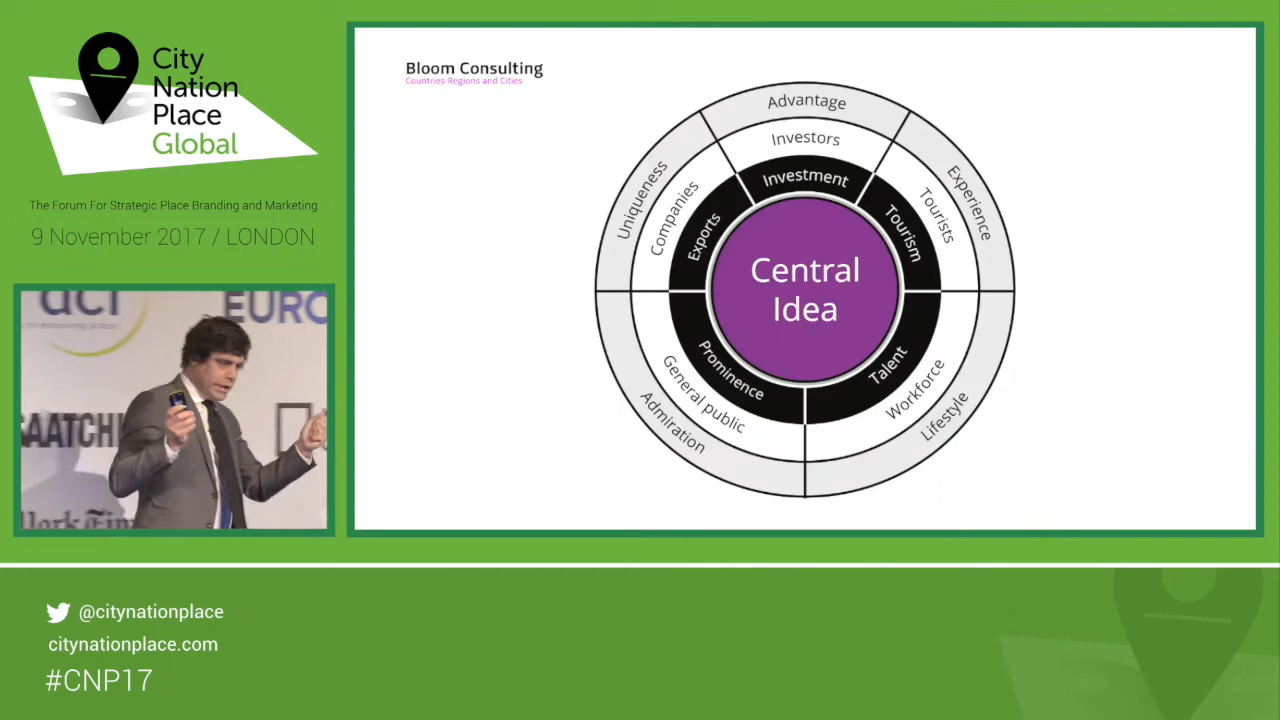 City
Nation
Place
Global
The Forum For Strategic Place Branding and Marketing
9 November 2017 / LONDON
EURO
SAATCHI
Bloom Consulting
Countries Regions and Cities
Advantage
Investors
Investment
Uniqueness
Companies
Exports
Experience
Tourists
Tourism
Central
Idea
Prominence
General public
Admiration
Talent
Workforce
Lifestyle
@citynationplace
citynationplace.com
#CNP17